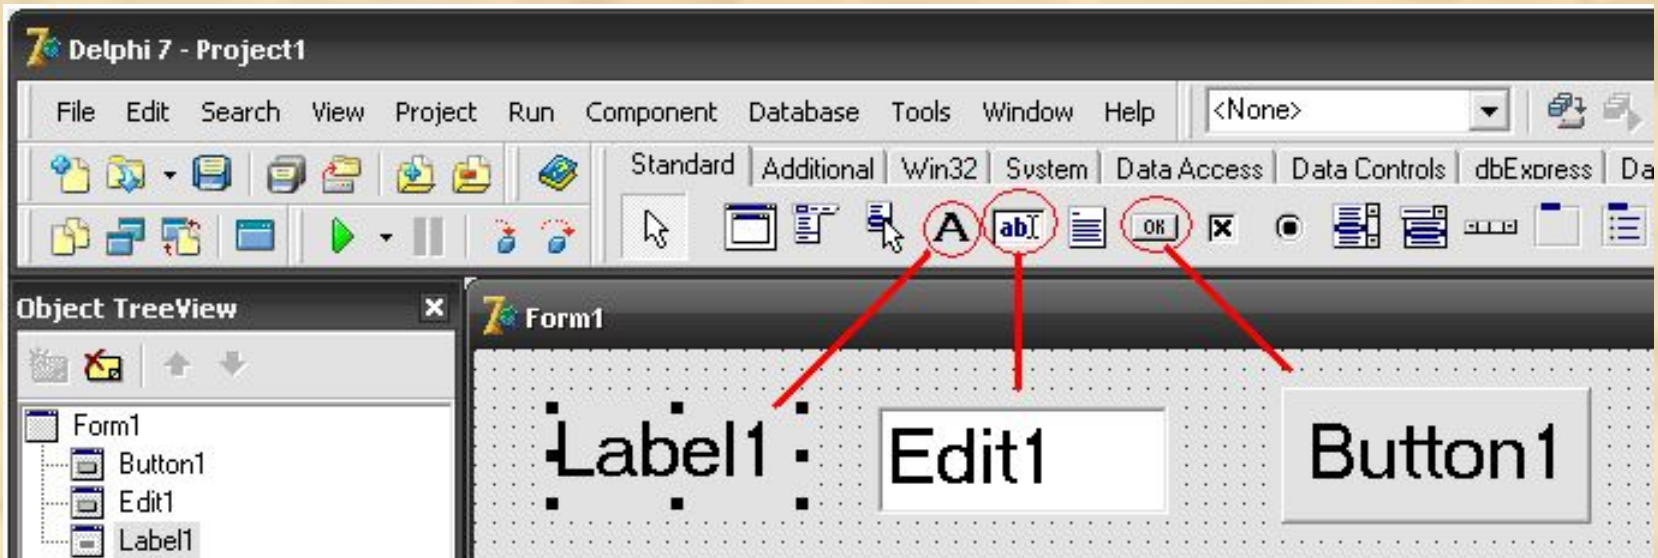 Delphi 7 - Project1
File Edit Search View Project Run Component Database Tools Window Help <None>
Standard Additional Win32 System Data Access Data Controls dbExpress Da
A ab OK
Object TreeView
Form1
Form1
Button1
Edit1
Label1
Label1 Edit1 Button1